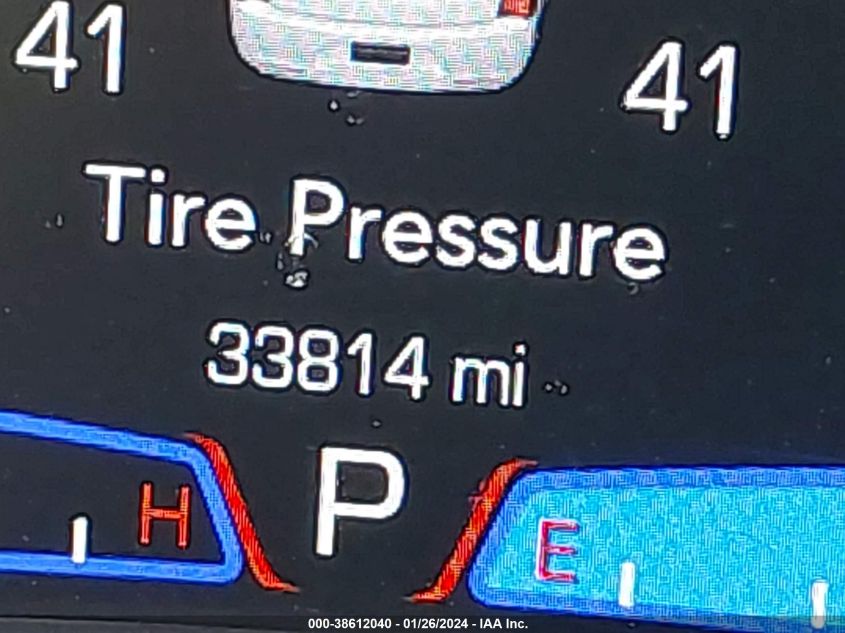 41 41
Tire Pressure
33814 mi
P
H E
000-38612040 - 01/26/2024 - IAA Inc.